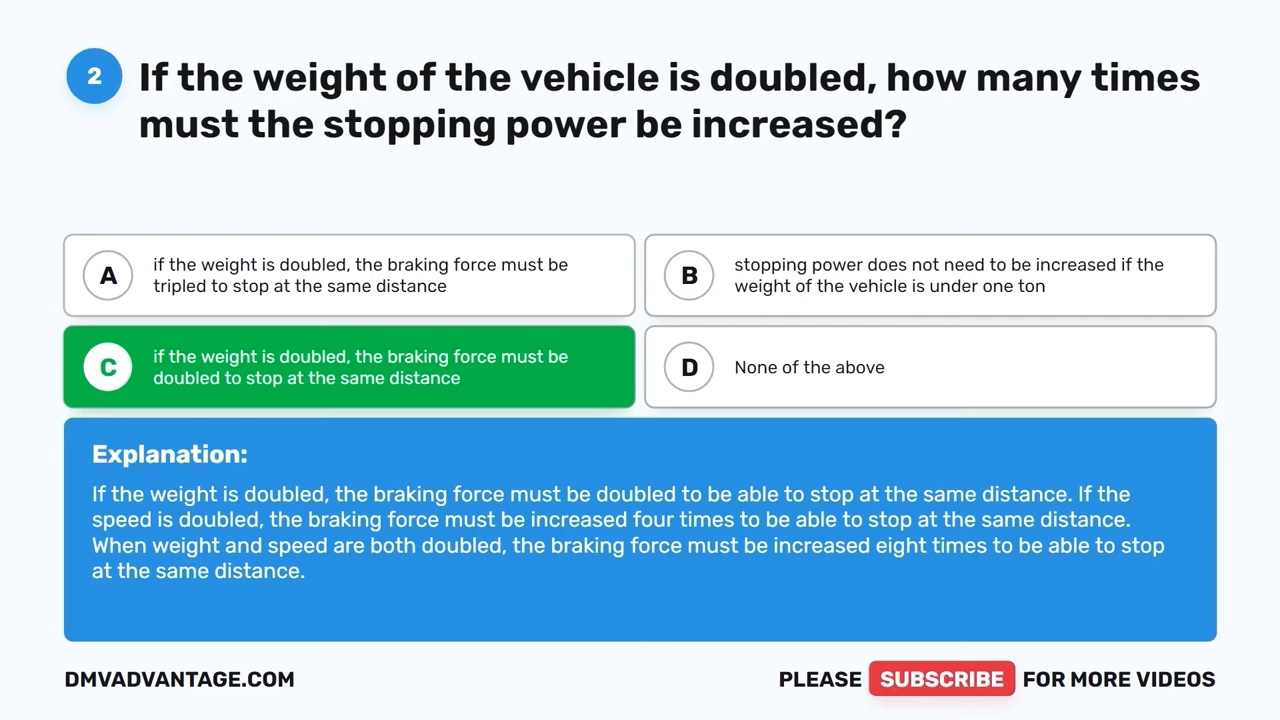 2
If the weight of the vehicle is doubled, how many times
must the stopping power be increased?
A
if the weight is doubled, the braking force must be
tripled to stop at the same distance
B
stopping power does not need to be increased if the
weight of the vehicle is under one ton
C
if the weight is doubled, the braking force must be
doubled to stop at the same distance
D
None of the above
Explanation:
If the weight is doubled, the braking force must be doubled to be able to stop at the same distance. If the
speed is doubled, the braking force must be increased four times to be able to stop at the same distance.
When weight and speed are both doubled, the braking force must be increased eight times to be able to stop
at the same distance.
DMVADVANTAGE.COM
PLEASE SUBSCRIBE FOR MORE VIDEOS